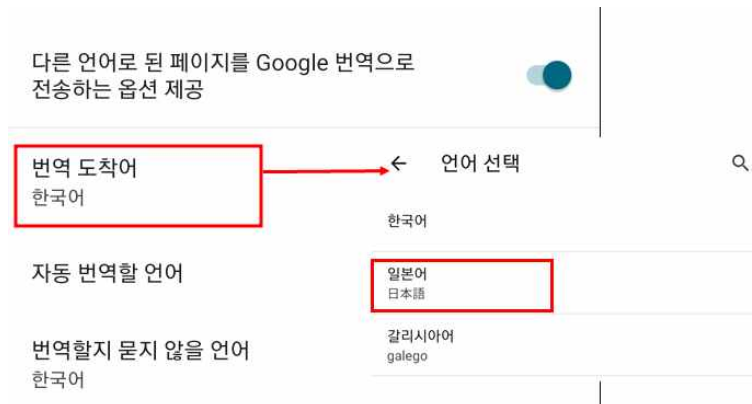 다른 언어로 된 페이지를 Google 번역으로
전송하는 옵션 제공
번역 도착어
한국어
자동 번역할 언어
번역할지 묻지 않을 언어
한국어
언어 선택
한국어
일본어
日本語
갈리시아어
galego